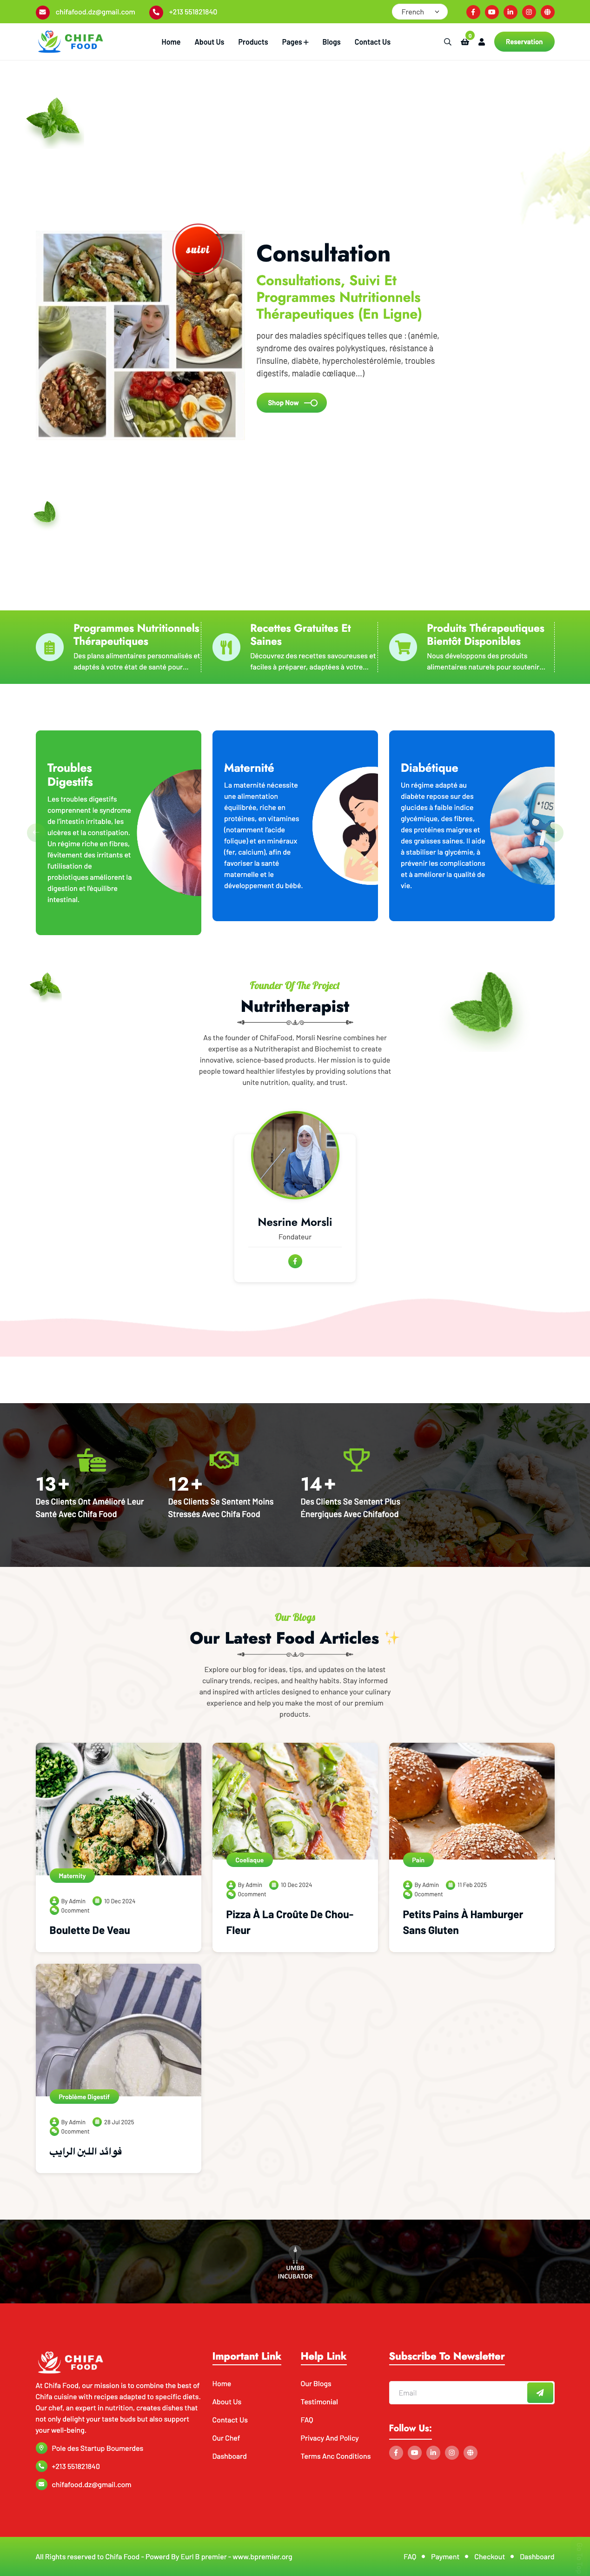 chifafood.dz@gmail.com
+213 551821840
French
CHIFA
FOOD
Home
About Us
Products
Pages +
Blogs
Contact Us
0
Reservation
suivi
Consultation
Consultations, Suivi Et
Programmes Nutritionnels
Thérapeutiques (En Ligne)
pour des maladies spécifiques telles que : (anémie,
syndrome des ovaires polykystiques, résistance à
l'insuline, diabète, hypercholestérolémie, troubles
digestifs, maladie cœliaque...)
Shop Now
Programmes Nutritionnels
Thérapeutiques
Des plans alimentaires personnalisés et
adaptés à votre état de santé pour...
Recettes Gratuites Et
Saines
Découvrez des recettes savoureuses et
faciles à préparer, adaptées à votre...
Produits Thérapeutiques
Bientôt Disponibles
Nous développons des produits
alimentaires naturels pour soutenir...
Troubles
Digestifs
Les troubles digestifs
comprennent le syndrome
de l'intestin irritable, les
ulcères et la constipation.
Un régime riche en fibres,
l'évitement des irritants et
l'utilisation de
probiotiques améliorent la
digestion et l'équilibre
intestinal.
Maternité
La maternité nécessite
une alimentation
équilibrée, riche en
protéines, en vitamines
(notamment l'acide
folique) et en minéraux
(fer, calcium), afin de
favoriser la santé
maternelle et le
développement du bébé.
Diabétique
Un régime adapté au
diabète repose sur des
glucides à faible indice
glycémique, des fibres,
des protéines maigres et
des graisses saines. Il aide
à stabiliser la glycémie, à
prévenir les complications
et à améliorer la qualité de
vie.
105
Founder Of The Project
Nutritherapist
As the founder of ChifaFood, Morsli Nesrine combines her
expertise as a Nutritherapist and Biochemist to create
innovative, science-based products. Her mission is to guide
people toward healthier lifestyles by providing solutions that
unite nutrition, quality, and trust.
Nesrine Morsli
Fondateur
13+
Des Clients Ont Amélioré Leur
Santé Avec Chifa Food
12+
Des Clients Se Sentent Moins
Stressés Avec Chifa Food
14+
Des Clients Se Sentent Plus
Énergiques Avec Chifafood
Our Blogs
Our Latest Food Articles ✨
Explore our blog for ideas, tips, and updates on the latest
culinary trends, recipes, and healthy habits. Stay informed
and inspired with articles designed to enhance your culinary
experience and help you make the most of our premium
products.
Maternity
By Admin
10 Dec 2024
0comment
Boulette De Veau
Coeliaque
By Admin
10 Dec 2024
0comment
Pizza À La Croûte De Chou-
Fleur
Pain
By Admin
11 Feb 2025
0comment
Petits Pains À Hamburger
Sans Gluten
Problème Digestif
By Admin
28 Jul 2025
0comment
فوائد اللبن الرايب
UMBB
INCUBATOR
CHIFA
FOOD
At Chifa Food, our mission is to combine the best of
Chifa cuisine with recipes adapted to specific diets.
Our chef, an expert in nutrition, creates dishes that
not only delight your taste buds but also support
your well-being.
Pole des Startup Boumerdes
+213 551821840
chifafood.dz@gmail.com
Important Link
Home
About Us
Contact Us
Our Chef
Dashboard
Help Link
Our Blogs
Testimonial
FAQ
Privacy And Policy
Terms Anc Conditions
Subscribe To Newsletter
Email
Follow Us:
All Rights reserved to Chifa Food - Powerd By Eurl B premier - www.bpremier.org
FAQ
Payment
Checkout
Dashboard